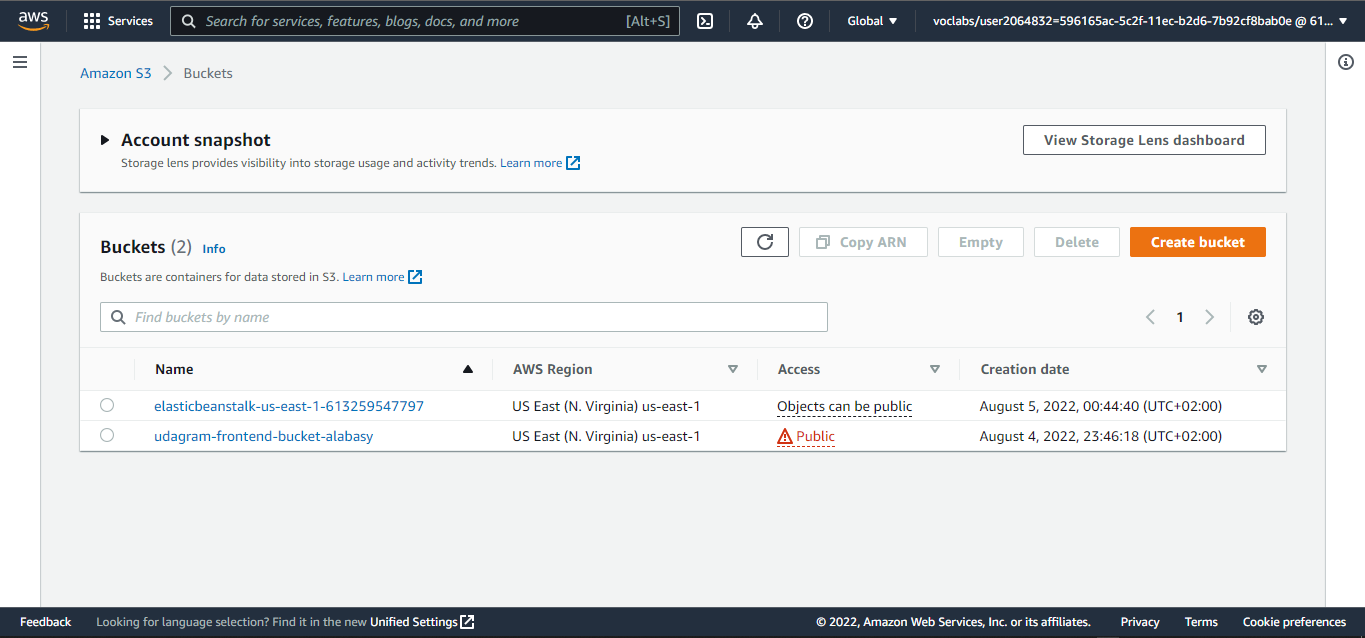 aws
Services
Search for services, features, blogs, docs, and more
[Alt+S]
Global
voclabs/user2064832=596165ac-5c2f-11ec-b2d6-7b92cf8bab0e @ 61...
Amazon S3
Buckets
Account snapshot
View Storage Lens dashboard
Storage lens provides visibility into storage usage and activity trends. Learn more
Buckets (2) Info
Copy ARN
Empty
Delete
Create bucket
Buckets are containers for data stored in S3. Learn more
Find buckets by name
1
Name
AWS Region
Access
Creation date
elasticbeanstalk-us-east-1-613259547797
US East (N. Virginia) us-east-1
Objects can be public
August 5, 2022, 00:44:40 (UTC+02:00)
udagram-frontend-bucket-alabasy
US East (N. Virginia) us-east-1
Public
August 4, 2022, 23:46:18 (UTC+02:00)
Feedback
Looking for language selection? Find it in the new Unified Settings
© 2022, Amazon Web Services, Inc. or its affiliates.
Privacy
Terms
Cookie preferences